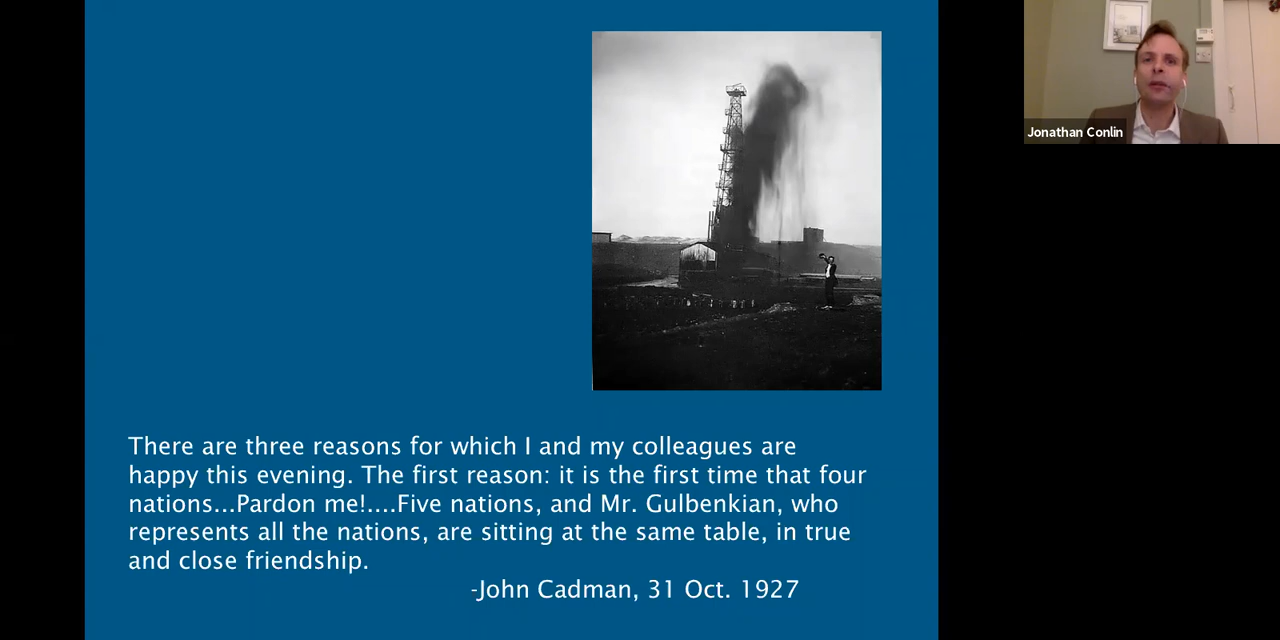 Jonathan Conlin
There are three reasons for which I and my colleagues are
happy this evening. The first reason: it is the first time that four
nations...Pardon me!....Five nations, and Mr. Gulbenkian, who
represents all the nations, are sitting at the same table, in true
and close friendship.
-John Cadman, 31 Oct. 1927